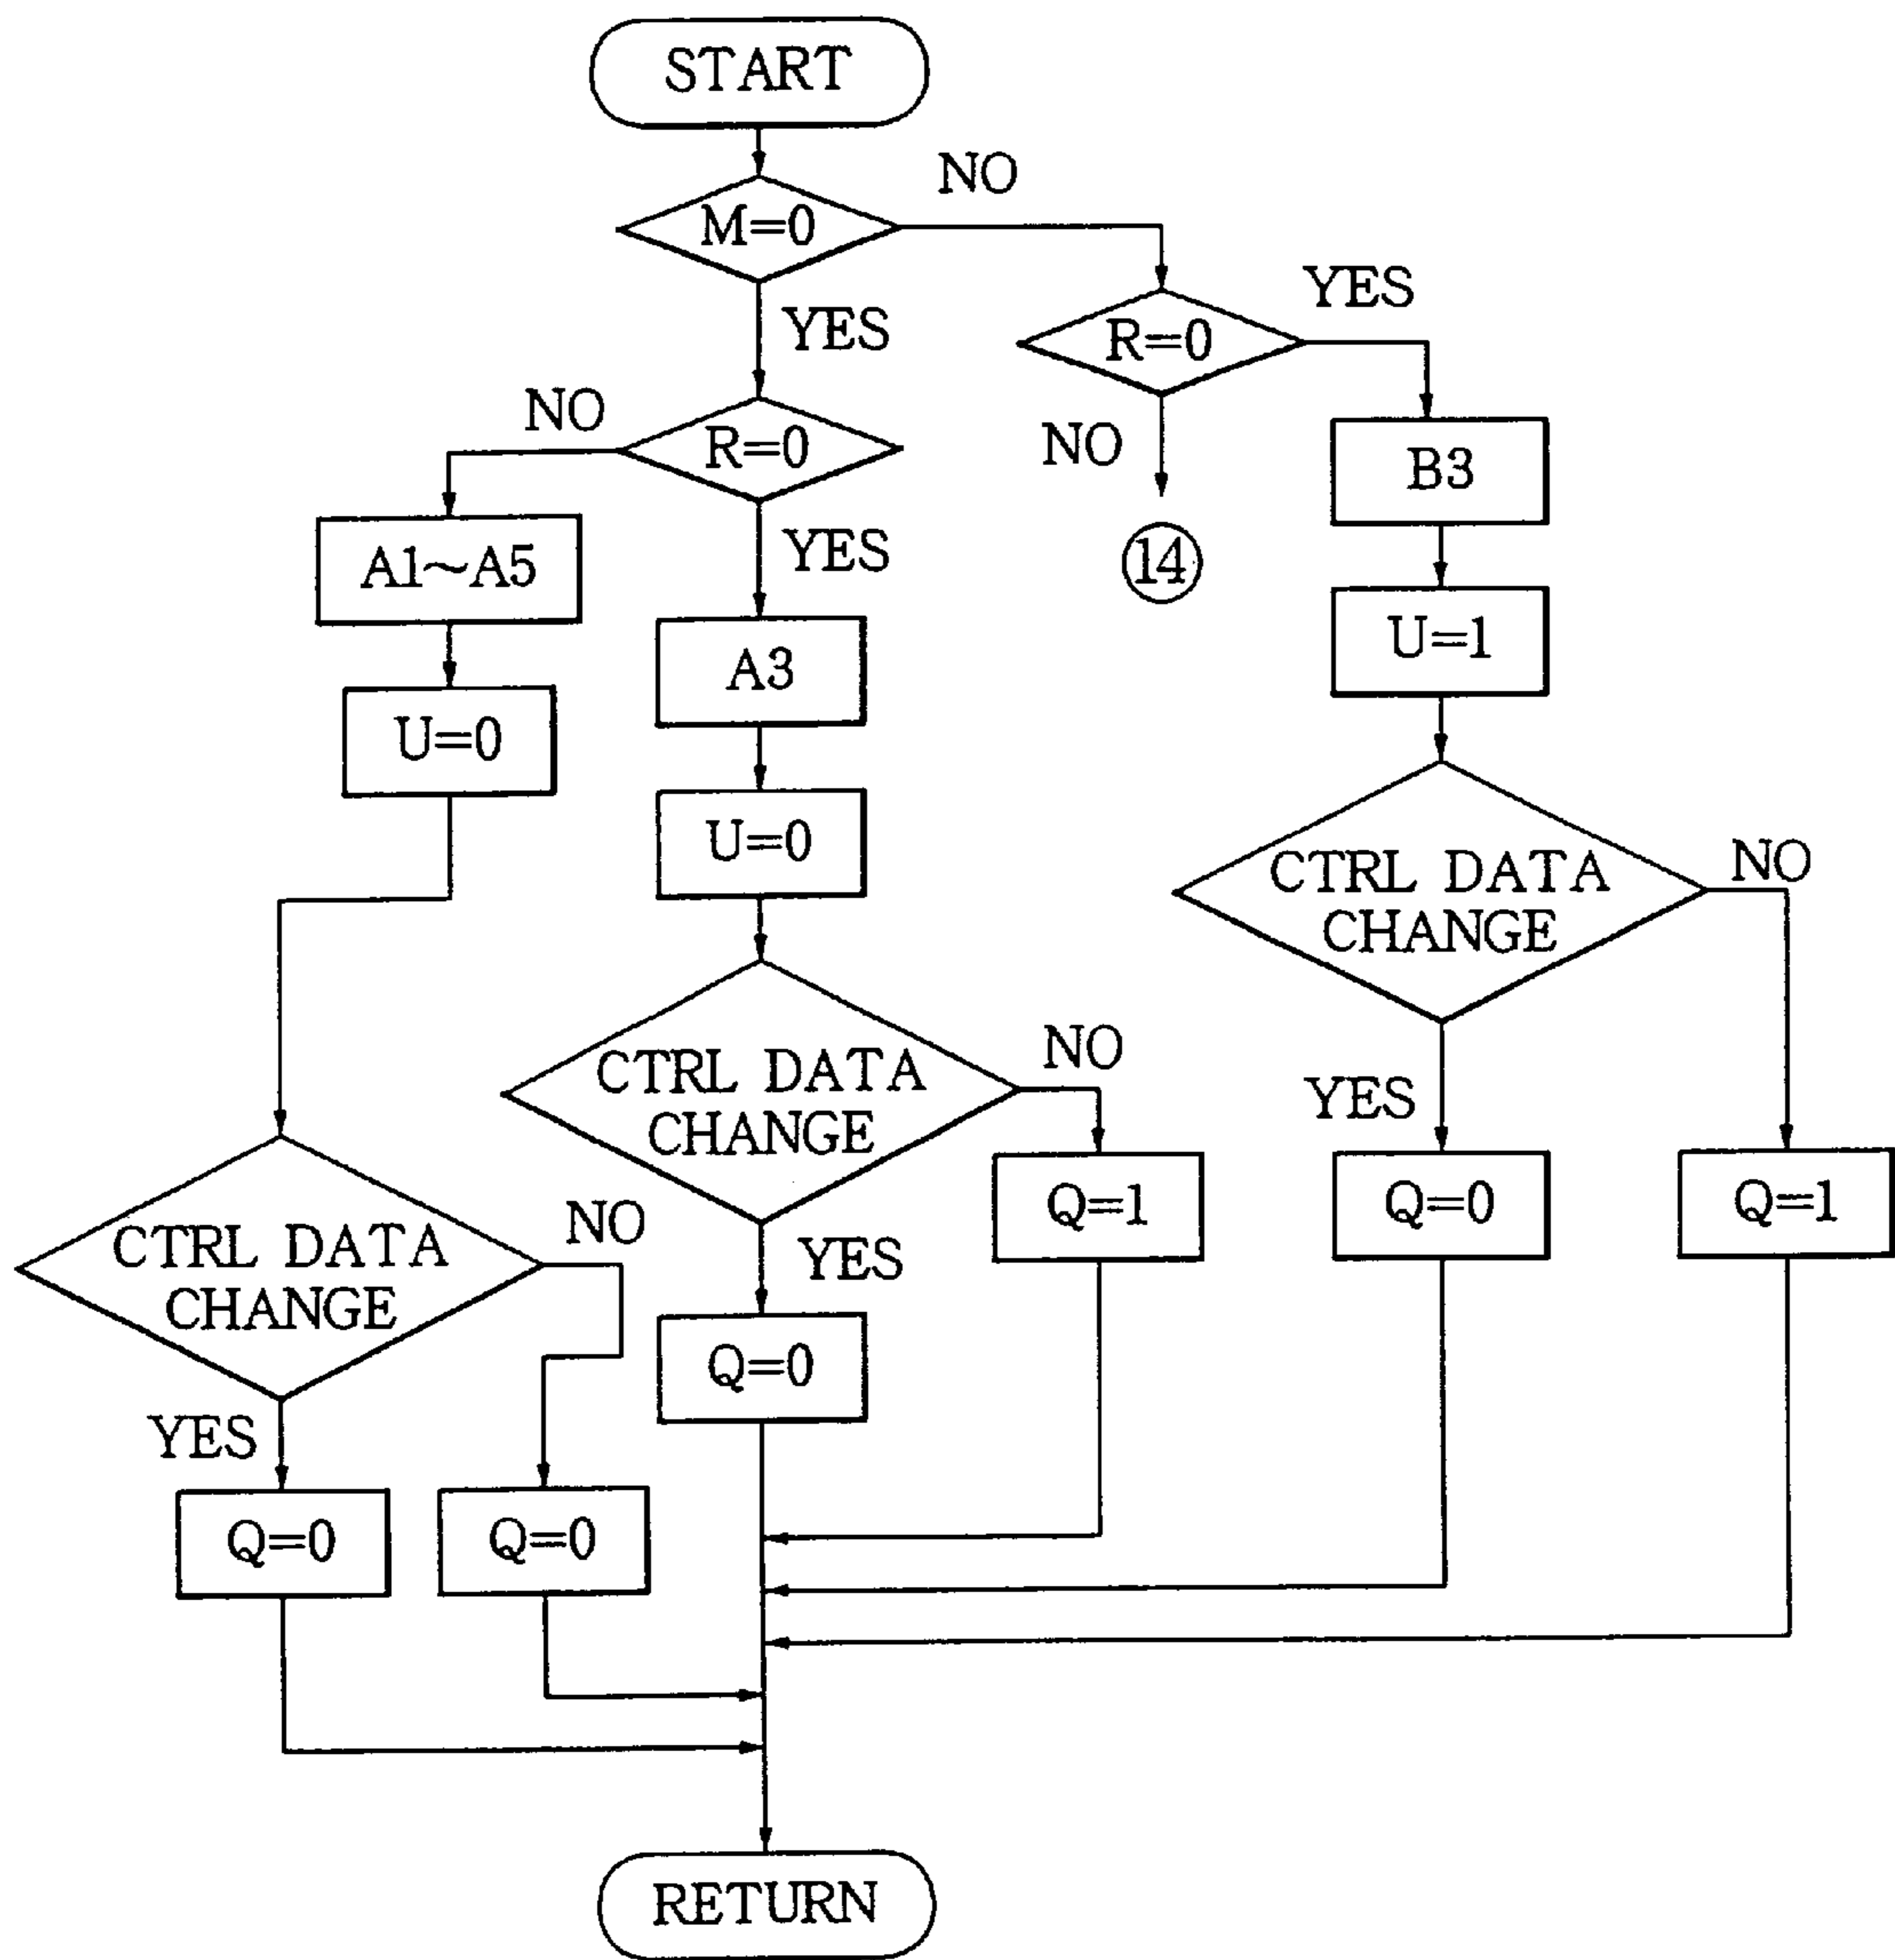 START
M=0
NO
YES
R=0
YES
NO
14
B3
U=1
CTRL DATA
CHANGE
NO
YES
Q=0
Q=1
R=0
NO
YES
A1~A5
U=0
A3
U=0
CTRL DATA
CHANGE
NO
YES
Q=1
Q=0
CTRL DATA
CHANGE
NO
YES
Q=0
Q=0
RETURN